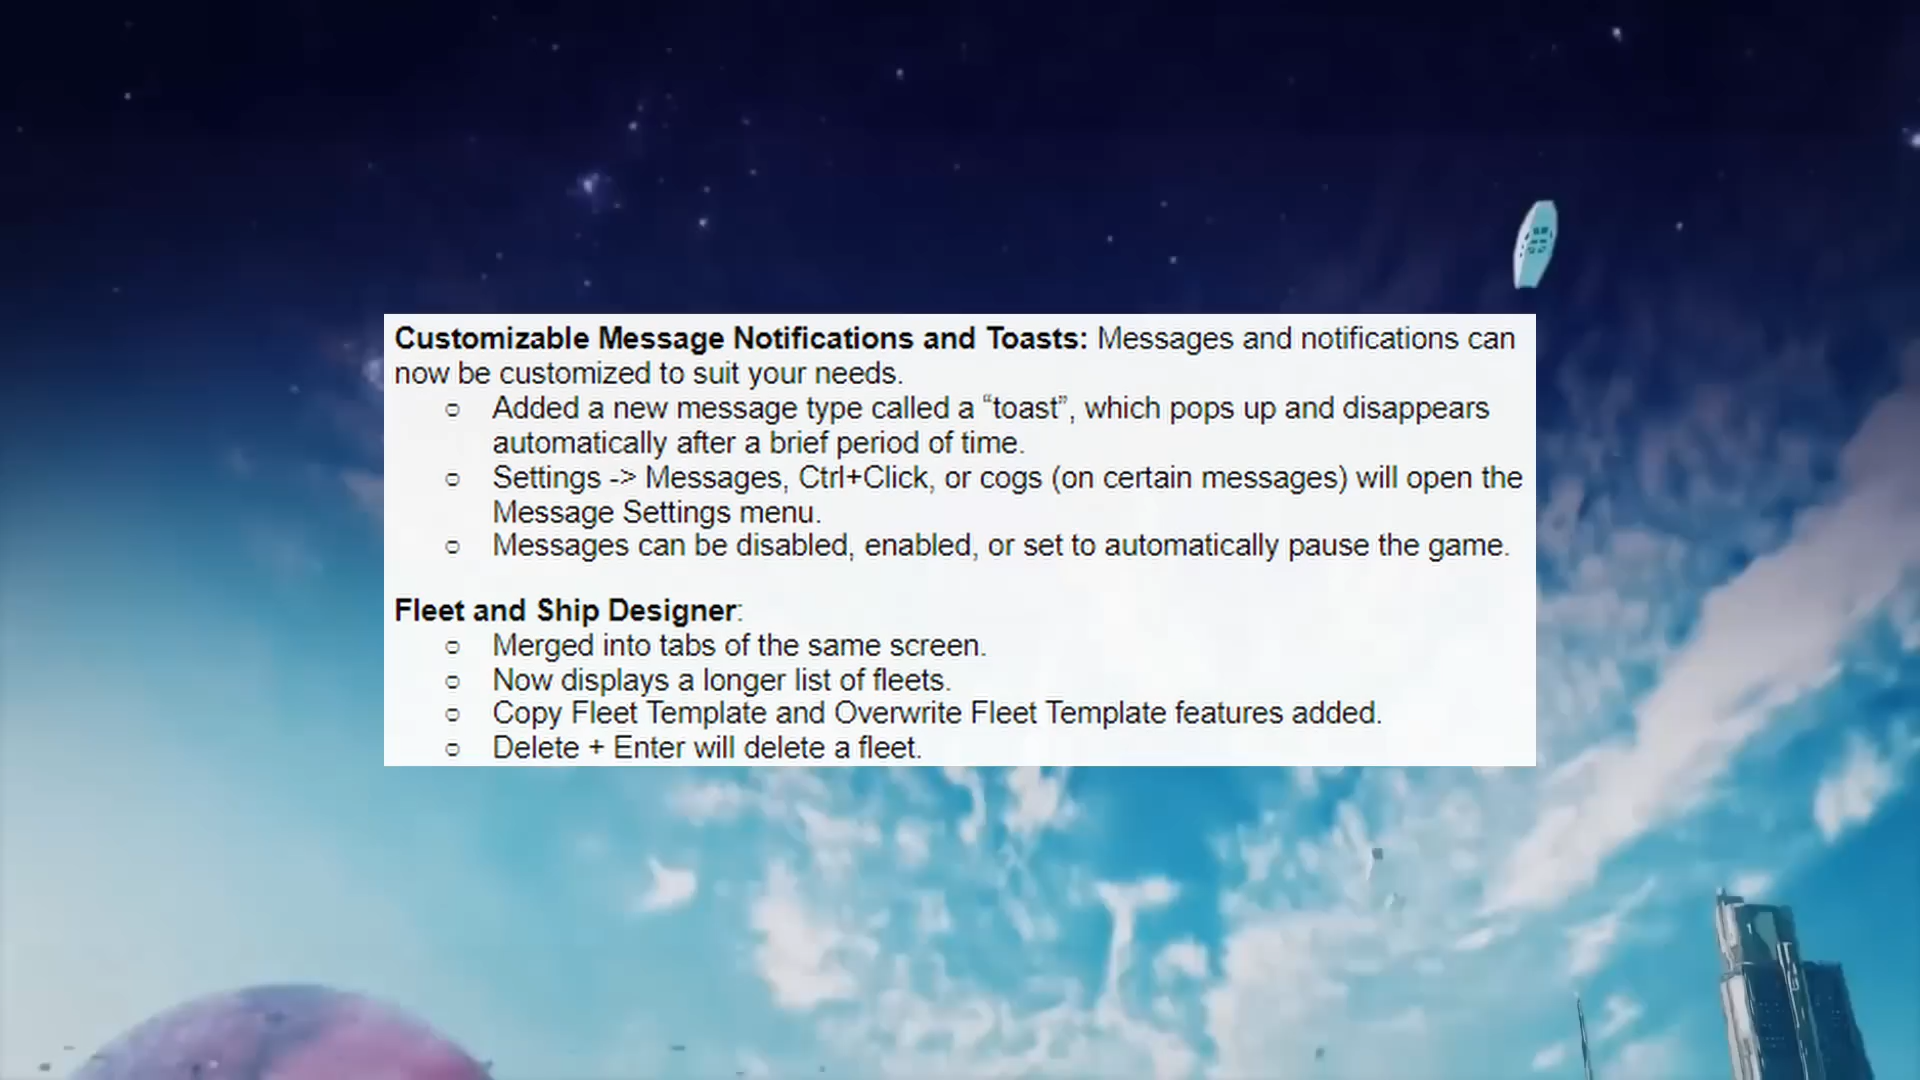 Customizable Message Notifications and Toasts: Messages and notifications can
now be customized to suit your needs.
○ Added a new message type called a “toast”, which pops up and disappears
automatically after a brief period of time.
○ Settings -> Messages, Ctrl+Click, or cogs (on certain messages) will open the
Message Settings menu.
○ Messages can be disabled, enabled, or set to automatically pause the game.
Fleet and Ship Designer:
○ Merged into tabs of the same screen.
○ Now displays a longer list of fleets.
○ Copy Fleet Template and Overwrite Fleet Template features added.
○ Delete + Enter will delete a fleet.